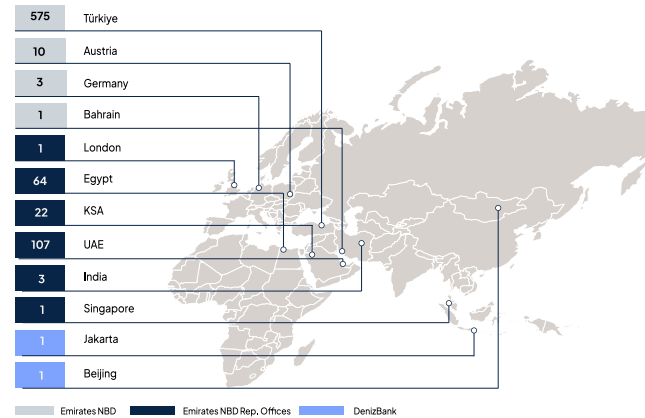 575 Türkiye
10 Austria
3 Germany
1 Bahrain
1 London
64 Egypt
22 KSA
107 UAE
3 India
1 Singapore
1 Jakarta
1 Beijing
Emirates NBD Emirates NBD Rep. Offices DenizBank